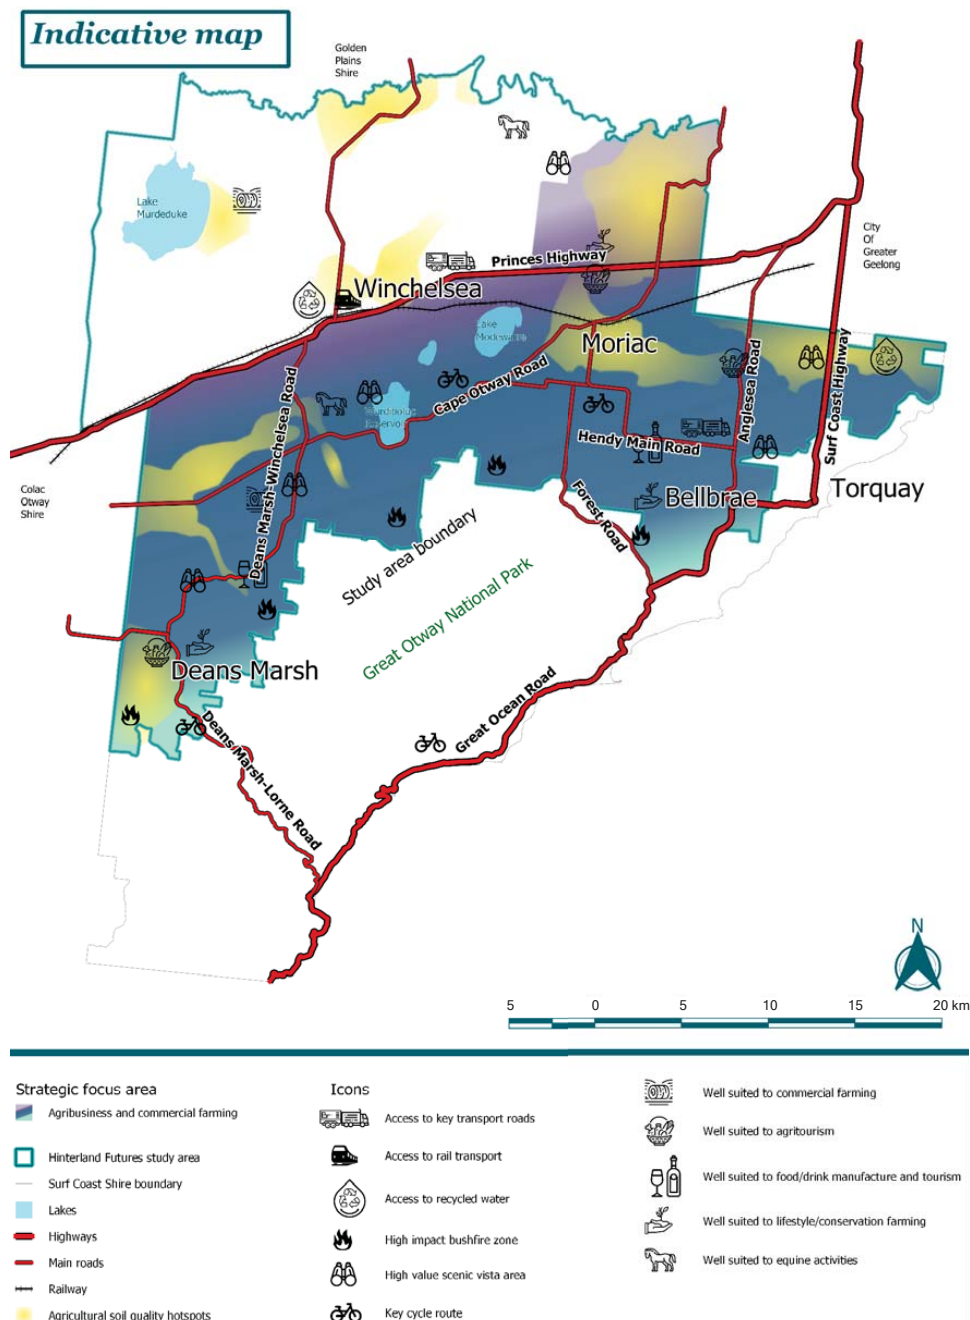 Indicative map
Golden
Plains
Shire
Lake
Murdeduke
City
Of
Greater
Geelong
Princes Highway
Winchelsea
Lake
Modewarre
Moriac
Cape Otway Road
Deans Marsh-Winchelsea Road
Anglesea Road
Surf Coast Highway
Hendy Main Road
Colac
Otway
Shire
Bellbrae
Torquay
Forest Road
Study area boundary
Great Otway National Park
Deans Marsh
Deans Marsh-Lorne Road
Great Ocean Road
N
5 0 5 10 15 20 km
Strategic focus area
Agribusiness and commercial farming
Hinterland Futures study area
Surf Coast Shire boundary
Lakes
Highways
Main roads
Railway
Agricultural soil quality hotspots
Icons
Access to key transport roads
Access to rail transport
Access to recycled water
High impact bushfire zone
High value scenic vista area
Key cycle route
Well suited to commercial farming
Well suited to agritourism
Well suited to food/drink manufacture and tourism
Well suited to lifestyle/conservation farming
Well suited to equine activities